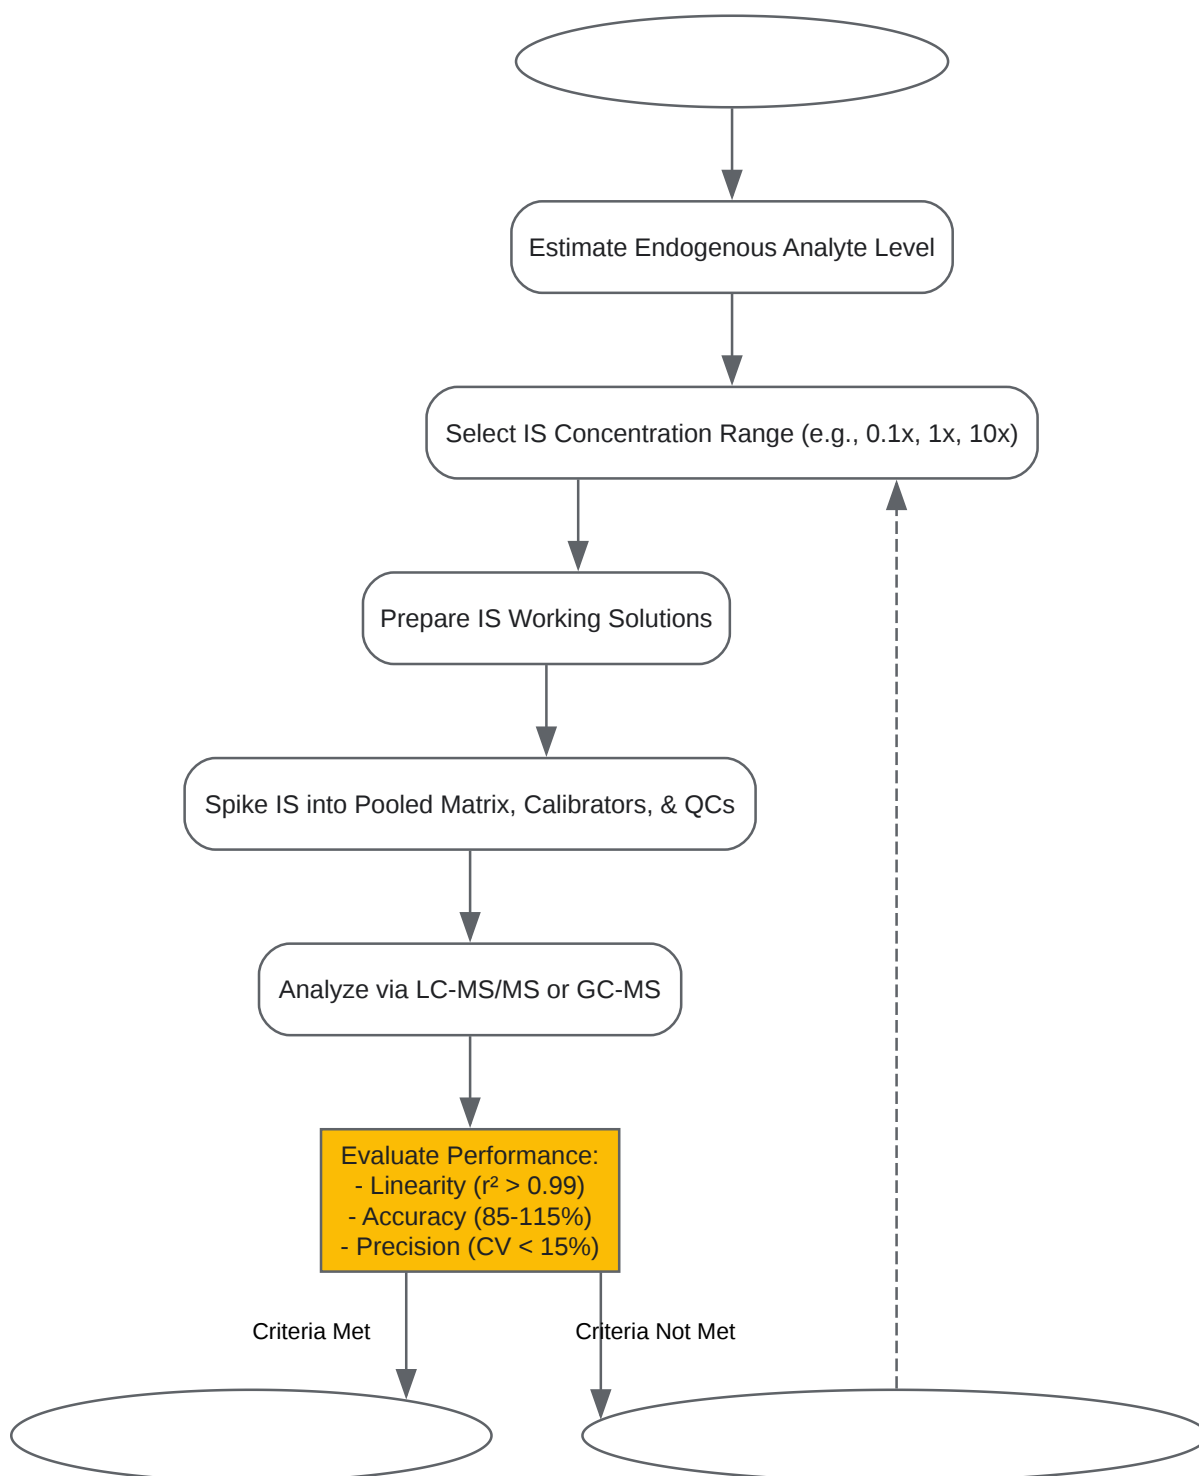 Estimate Endogenous Analyte Level
Select IS Concentration Range (e.g., 0.1x, 1x, 10x)
Prepare IS Working Solutions
Spike IS into Pooled Matrix, Calibrators, & QCs
Analyze via LC-MS/MS or GC-MS
Evaluate Performance:
- Linearity (r² > 0.99)
- Accuracy (85-115%)
- Precision (CV < 15%)
Criteria Met
Criteria Not Met